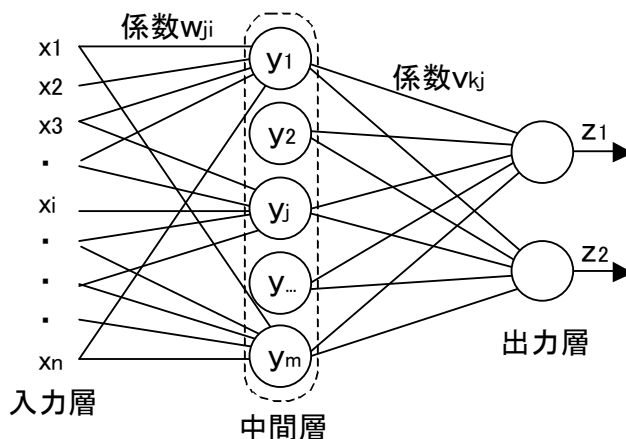 係数wji
x1
x2
x3
・
xi
・
・
・
xn
入力層
y1
y2
yj
y...
ym
中間層
係数vkj
z1
z2
出力層